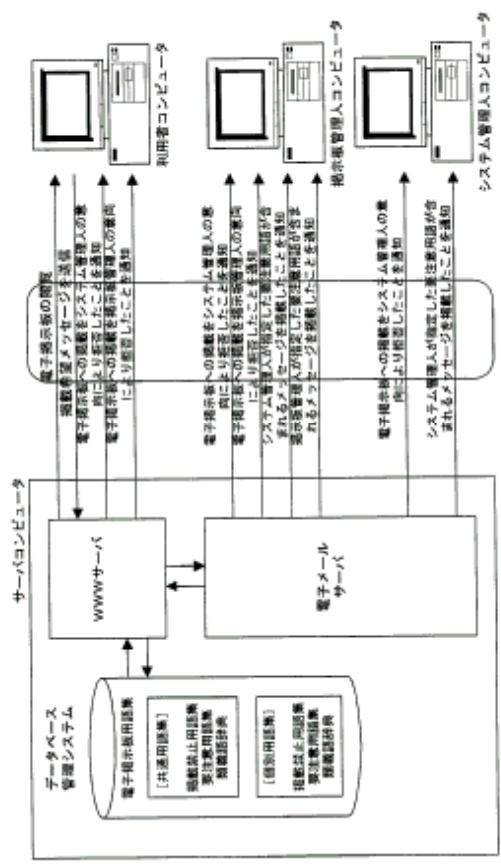 サーバコンピュータ
データベース
管理システム
電子掲示板用語集
[共通用語集]
掲載禁止用語集
要注意用語集
類義語辞典
[個別用語集]
掲載禁止用語集
要注意用語集
類義語辞典
WWWサーバ
電子メール
サーバ
電子掲示板の閲覧
掲載希望メッセージを送信
電子掲示板への掲載をシステム管理人の意
向により拒否したことを通知
電子掲示板への掲載を掲示板管理人の意向
により拒否したことを通知
電子掲示板への掲載をシステム管理人の意
向により拒否したことを通知
電子掲示板への掲載を掲示板管理人の意向
により拒否したことを通知
システム管理人が指定した要注意用語が含
まれるメッセージを掲載したことを通知
掲示板管理人が指定した要注意用語が含ま
れるメッセージを掲載したことを通知
電子掲示板への掲載をシステム管理人の意
向により拒否したことを通知
システム管理人が指定した要注意用語が含
まれるメッセージを掲載したことを通知
利用者コンピュータ
掲示板管理人コンピュータ
システム管理人コンピュータ